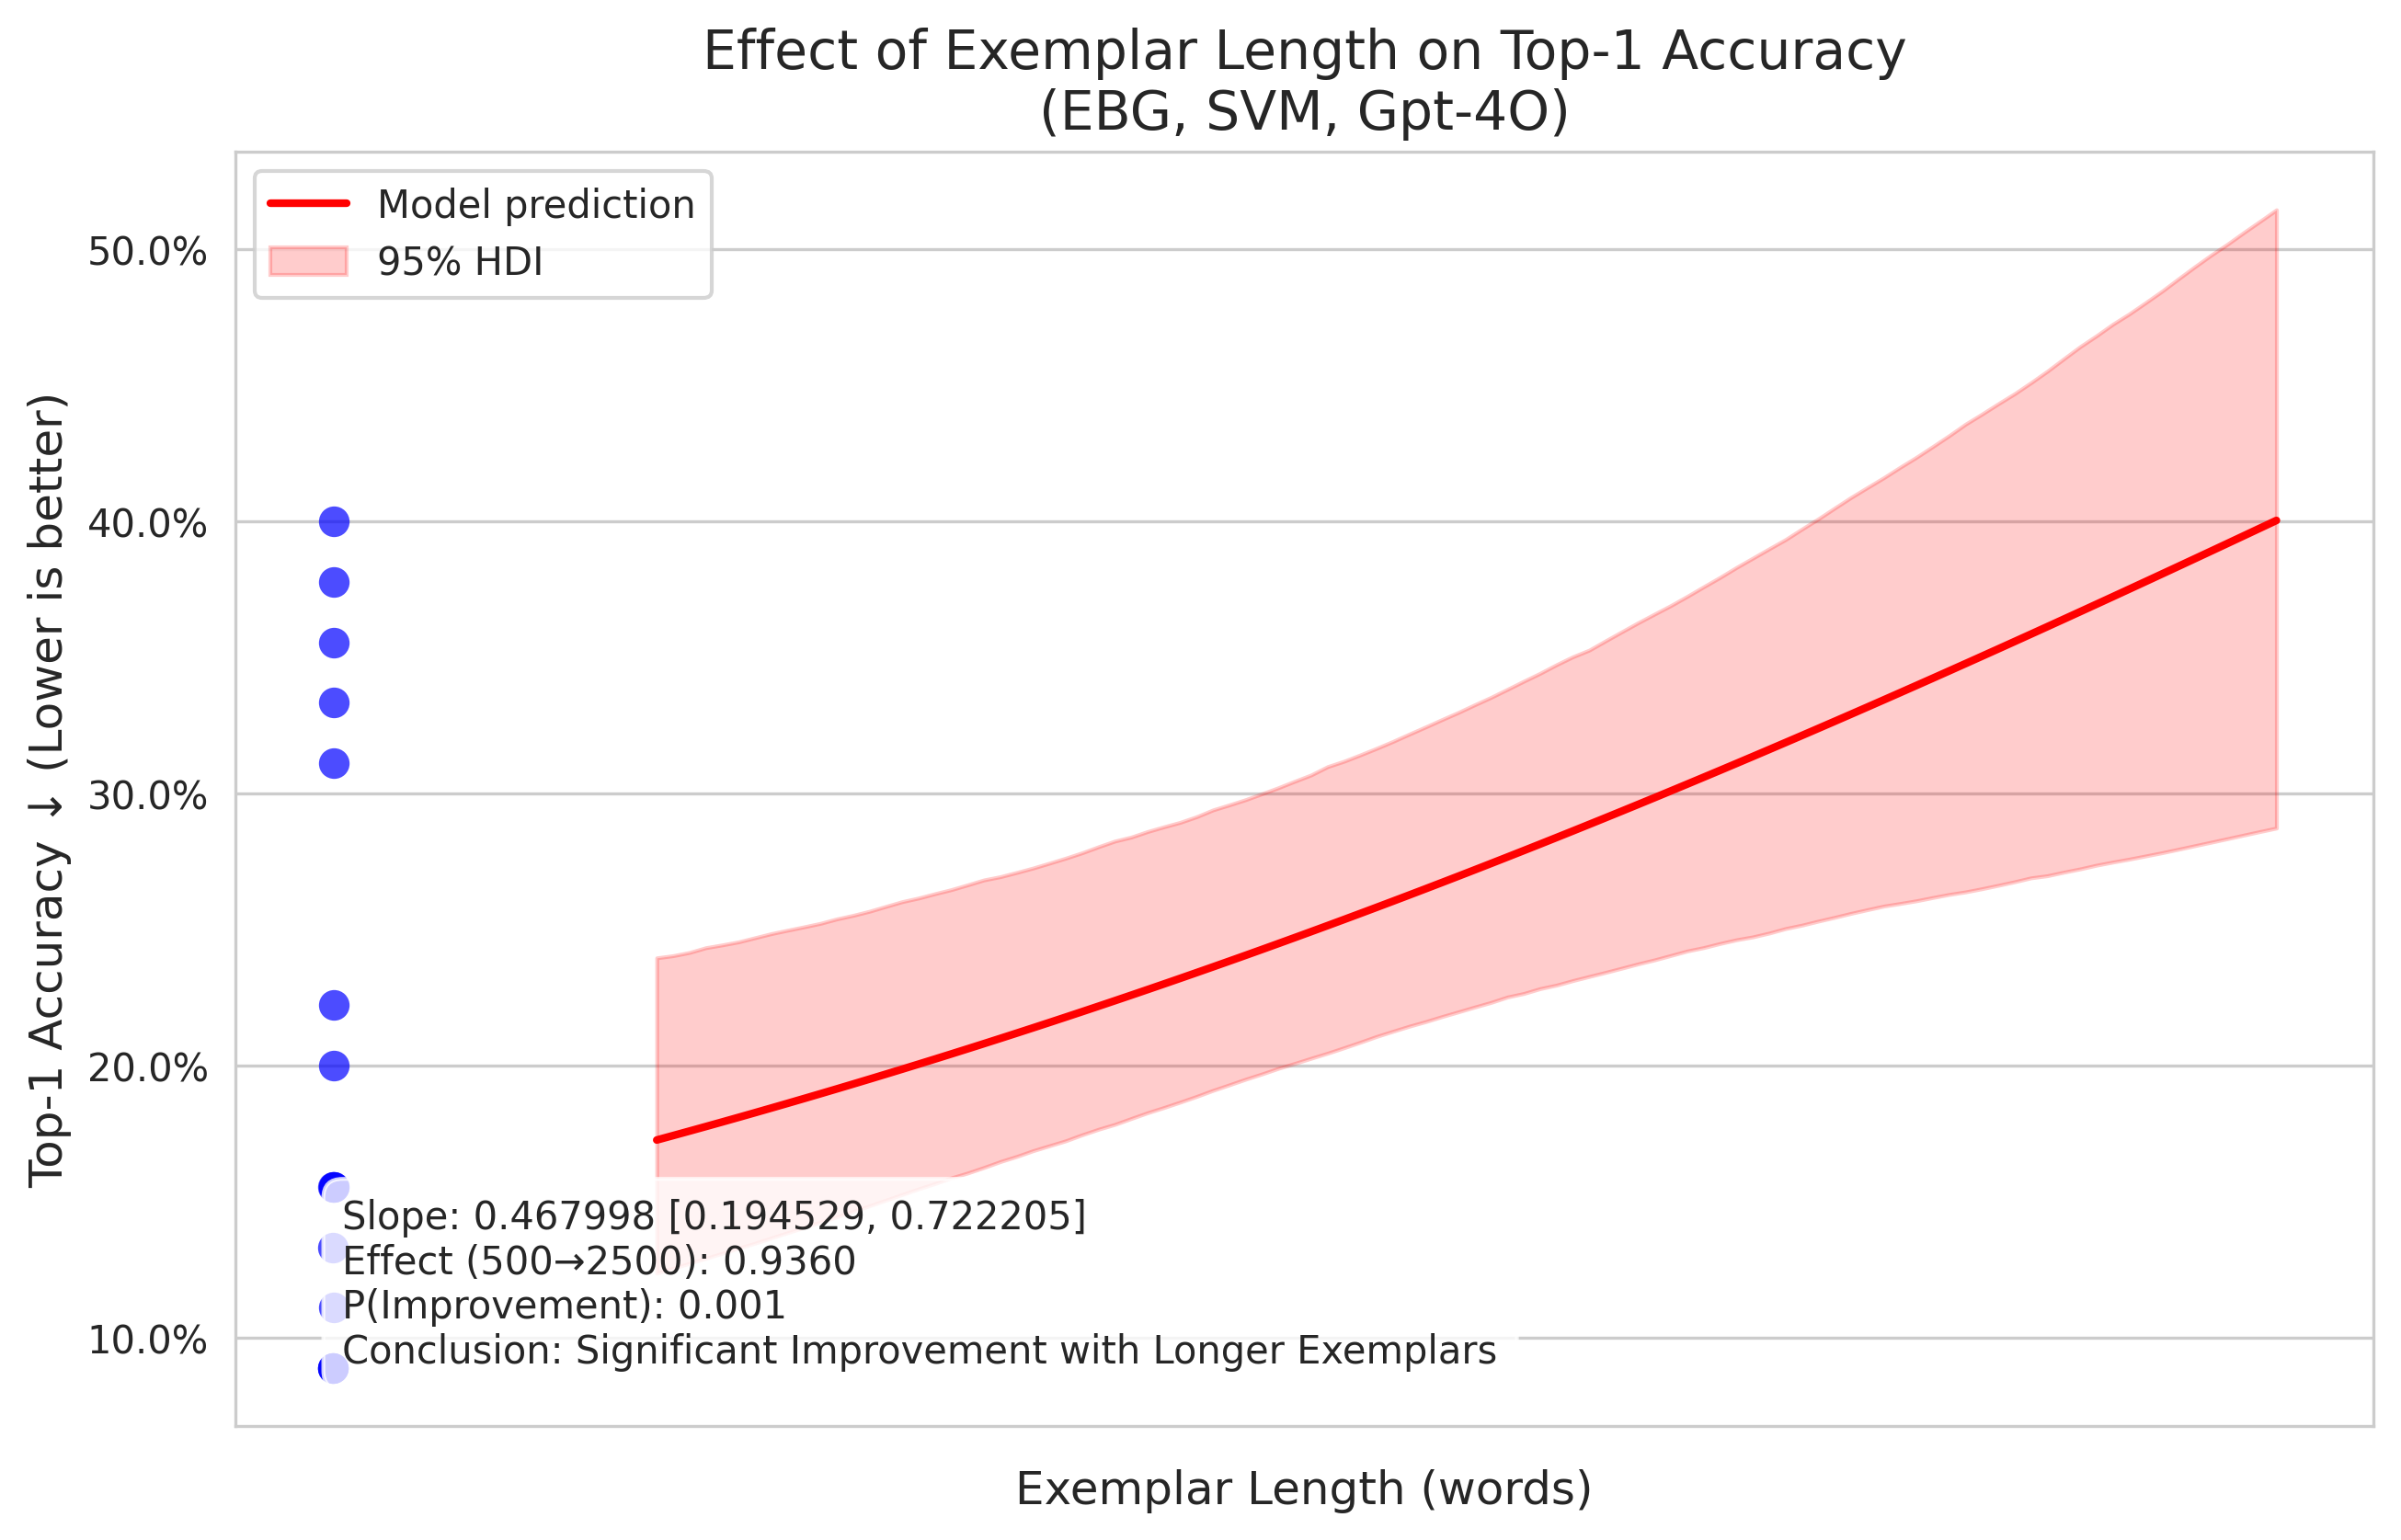 Effect of Exemplar Length on Top-1 Accuracy
(EBG, SVM, Gpt-4O)
Model prediction
95% HDI
50.0%
40.0%
30.0%
20.0%
10.0%
Top-1 Accuracy ↓ (Lower is better)
Slope: 0.467998 [0.194529, 0.722205]
Effect (500→2500): 0.9360
P(Improvement): 0.001
Conclusion: Significant Improvement with Longer Exemplars
Exemplar Length (words)